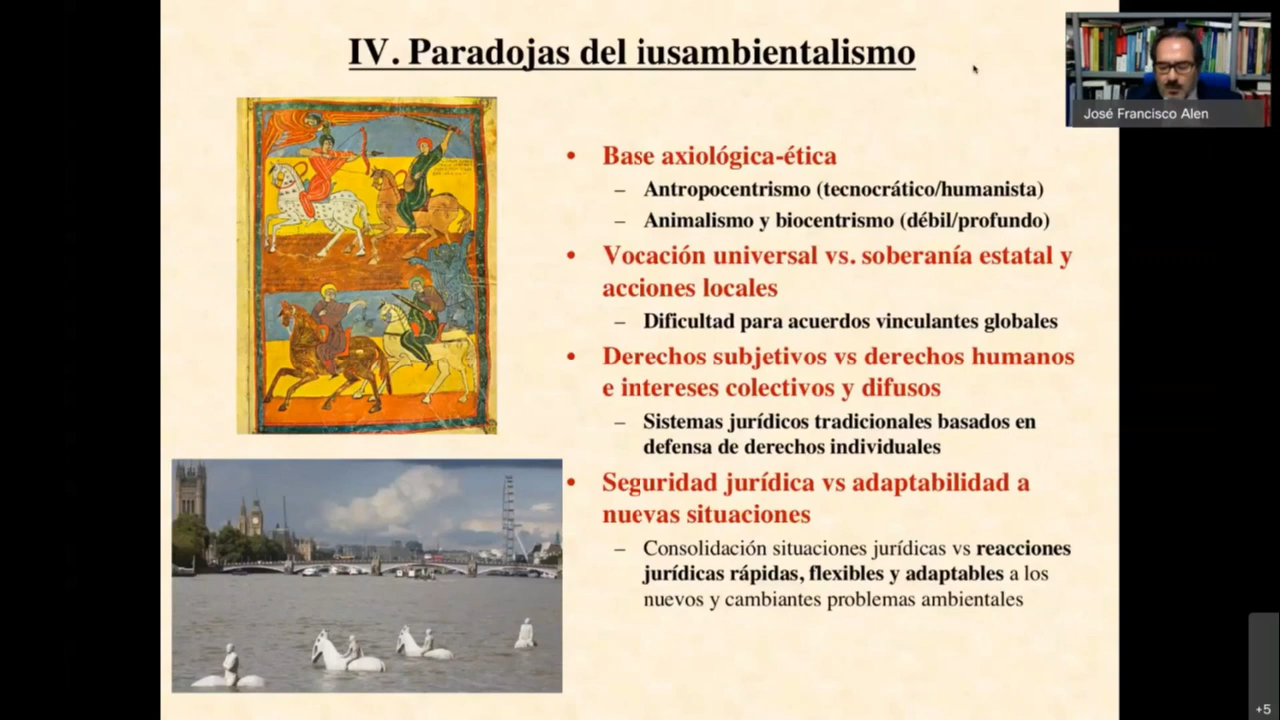 IV. Paradojas del iusambientalismo
José Francisco Alen
• Base axiológica-ética
– Antropocentrismo (tecnocrático/humanista)
– Animalismo y biocentrismo (débil/profundo)
• Vocación universal vs. soberanía estatal y
acciones locales
– Dificultad para acuerdos vinculantes globales
• Derechos subjetivos vs derechos humanos
e intereses colectivos y difusos
– Sistemas jurídicos tradicionales basados en
defensa de derechos individuales
• Seguridad jurídica vs adaptabilidad a
nuevas situaciones
– Consolidación situaciones jurídicas vs reacciones
jurídicas rápidas, flexibles y adaptables a los
nuevos y cambiantes problemas ambientales
+5